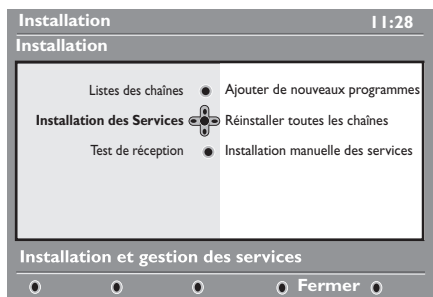 Installation 11:28
Installation
Listes des chaînes Ajouter de nouveaux programmes
Installation des Services Réinstaller toutes les chaînes
Test de réception Installation manuelle des services
Installation et gestion des services
Fermer